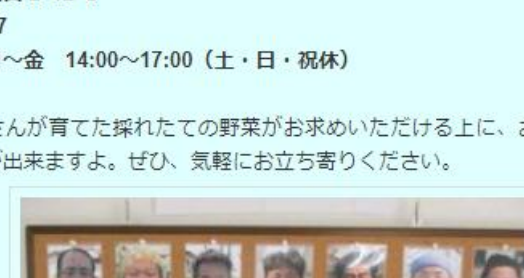 7
～金　14:00～17:00（土・日・祝休）
さんが育てた採れたての野菜がお求めいただける上に、お
が出来ますよ。ぜひ、気軽にお立ち寄りください。